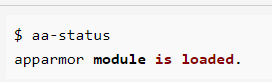 $ aa-status
apparmor module is loaded.